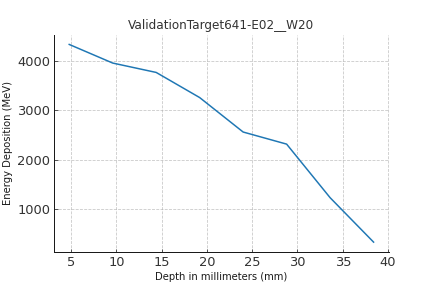 ValidationTarget641-E02__W20
Energy Deposition (MeV)
4000
3000
2000
1000
5 10 15 20 25 30 35 40
Depth in millimeters (mm)